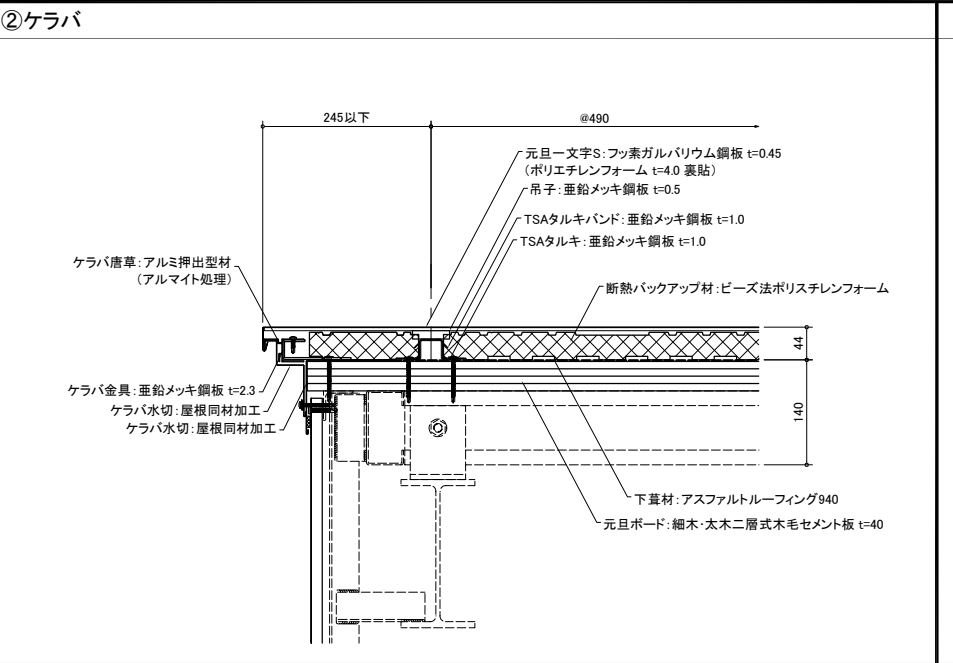 ②ケラバ
245以下
@490
元旦一文字S:フッ素ガルバリウム鋼板 t=0.45
(ポリエチレンフォーム t=4.0 裏貼)
吊子:亜鉛メッキ鋼板 t=0.5
TSAタルキバンド:亜鉛メッキ鋼板 t=1.0
TSAタルキ:亜鉛メッキ鋼板 t=1.0
ケラバ唐草:アルミ押出型材
(アルマイト処理)
断熱バックアップ材:ビーズ法ポリスチレンフォーム
44
ケラバ金具:亜鉛メッキ鋼板 t=2.3
ケラバ水切:屋根同材加工
ケラバ水切:屋根同材加工
140
下葺材:アスファルトルーフィング940
元旦ボード:細木・太木二層式木毛セメント板 t=40